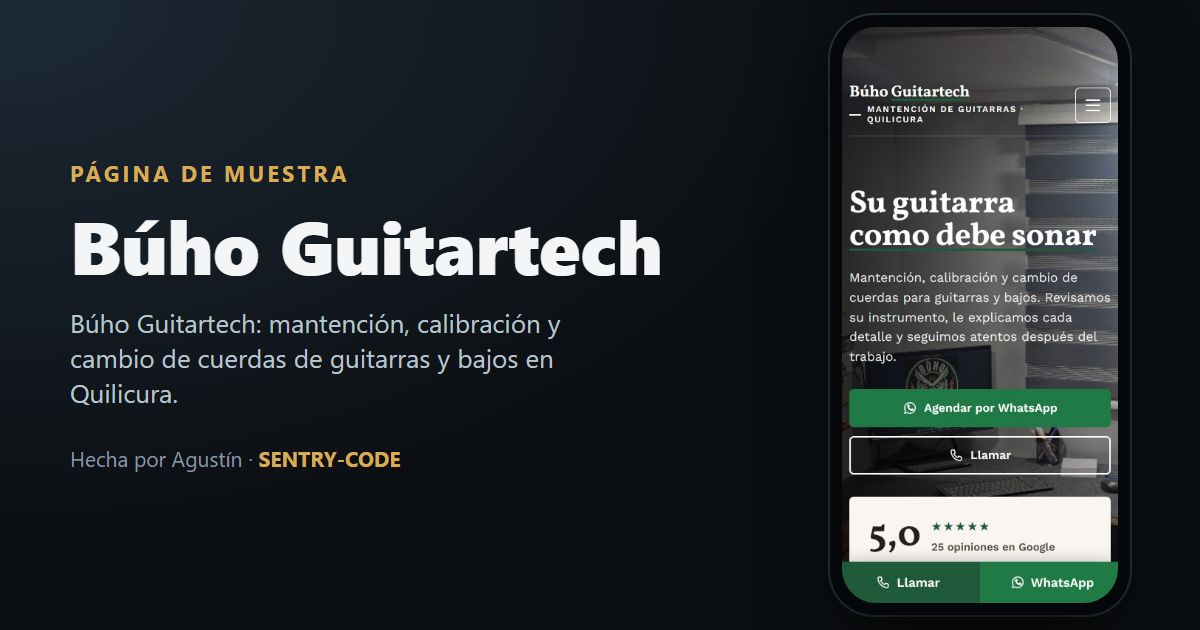 PÁGINA DE MUESTRA
Búho Guitartech
Búho Guitartech: mantención, calibración y
cambio de cuerdas de guitarras y bajos en
Quilicura.
Hecha por Agustín · SENTRY-CODE
Búho Guitartech
MANTENCIÓN DE GUITARRAS ·
QUILICURA
Su guitarra
como debe sonar
Mantención, calibración y cambio de
cuerdas para guitarras y bajos. Revisamos
su instrumento, le explicamos cada
detalle y seguimos atentos después del
trabajo.
BÚHO
Agendar por WhatsApp
Llamar
5,0 ★★★★★
25 opiniones en Google
Llamar
WhatsApp